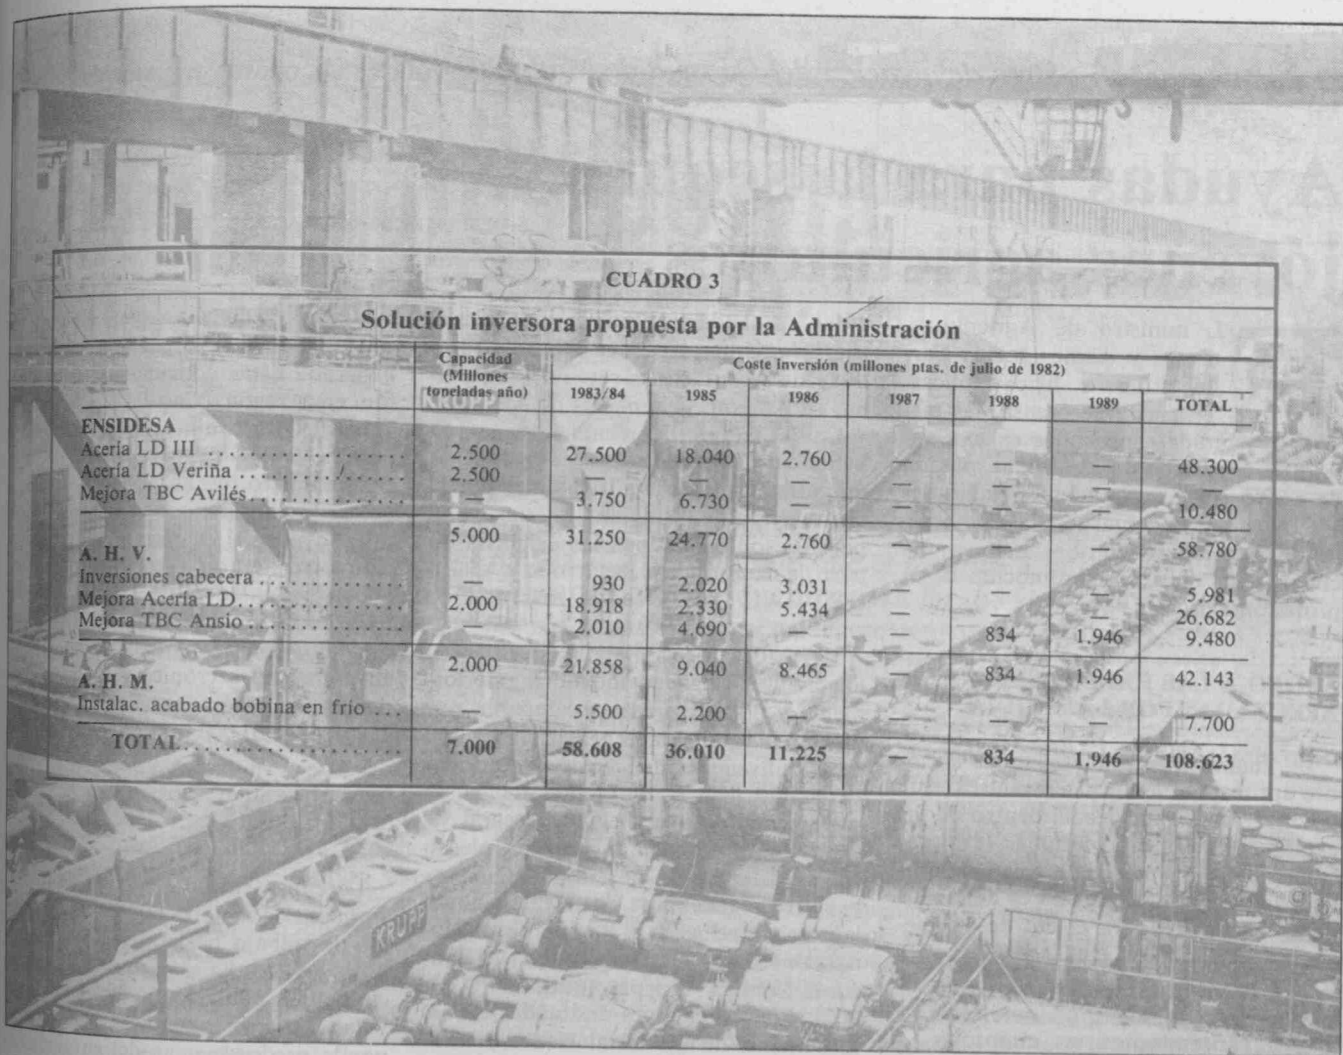 CUADRO 3
Solución inversora propuesta por la Administración
Capacidad (Millones toneladas año) Coste inversión (millones ptas. de julio de 1982)
1983/84 1985 1986 1987 1988 1989 TOTAL
ENSIDESA
Acería LD III .................... 2.500 27.500 18.040 2.760 — — — 48.300
Acería LD Veriña ................ 2.500 — — — — — — —
Mejora TBC Avilés............... — 3.750 6.730 — — — — 10.480
5.000 31.250 24.770 2.760 — — — 58.780
A. H. V.
Inversiones cabecera .............. — 930 2.020 3.031 — — — 5.981
Mejora Acería LD................ 2.000 18.918 2.330 5.434 — — — 26.682
Mejora TBC Ansio ............... — 2.010 4.690 — — 834 1.946 9.480
2.000 21.858 9.040 8.465 — 834 1.946 42.143
A. H. M.
Instalac. acabado bobina en frío ... — 5.500 2.200 — — — — 7.700
TOTAL...................... 7.000 58.608 36.010 11.225 — 834 1.946 108.623
KRUPP
KRUPP